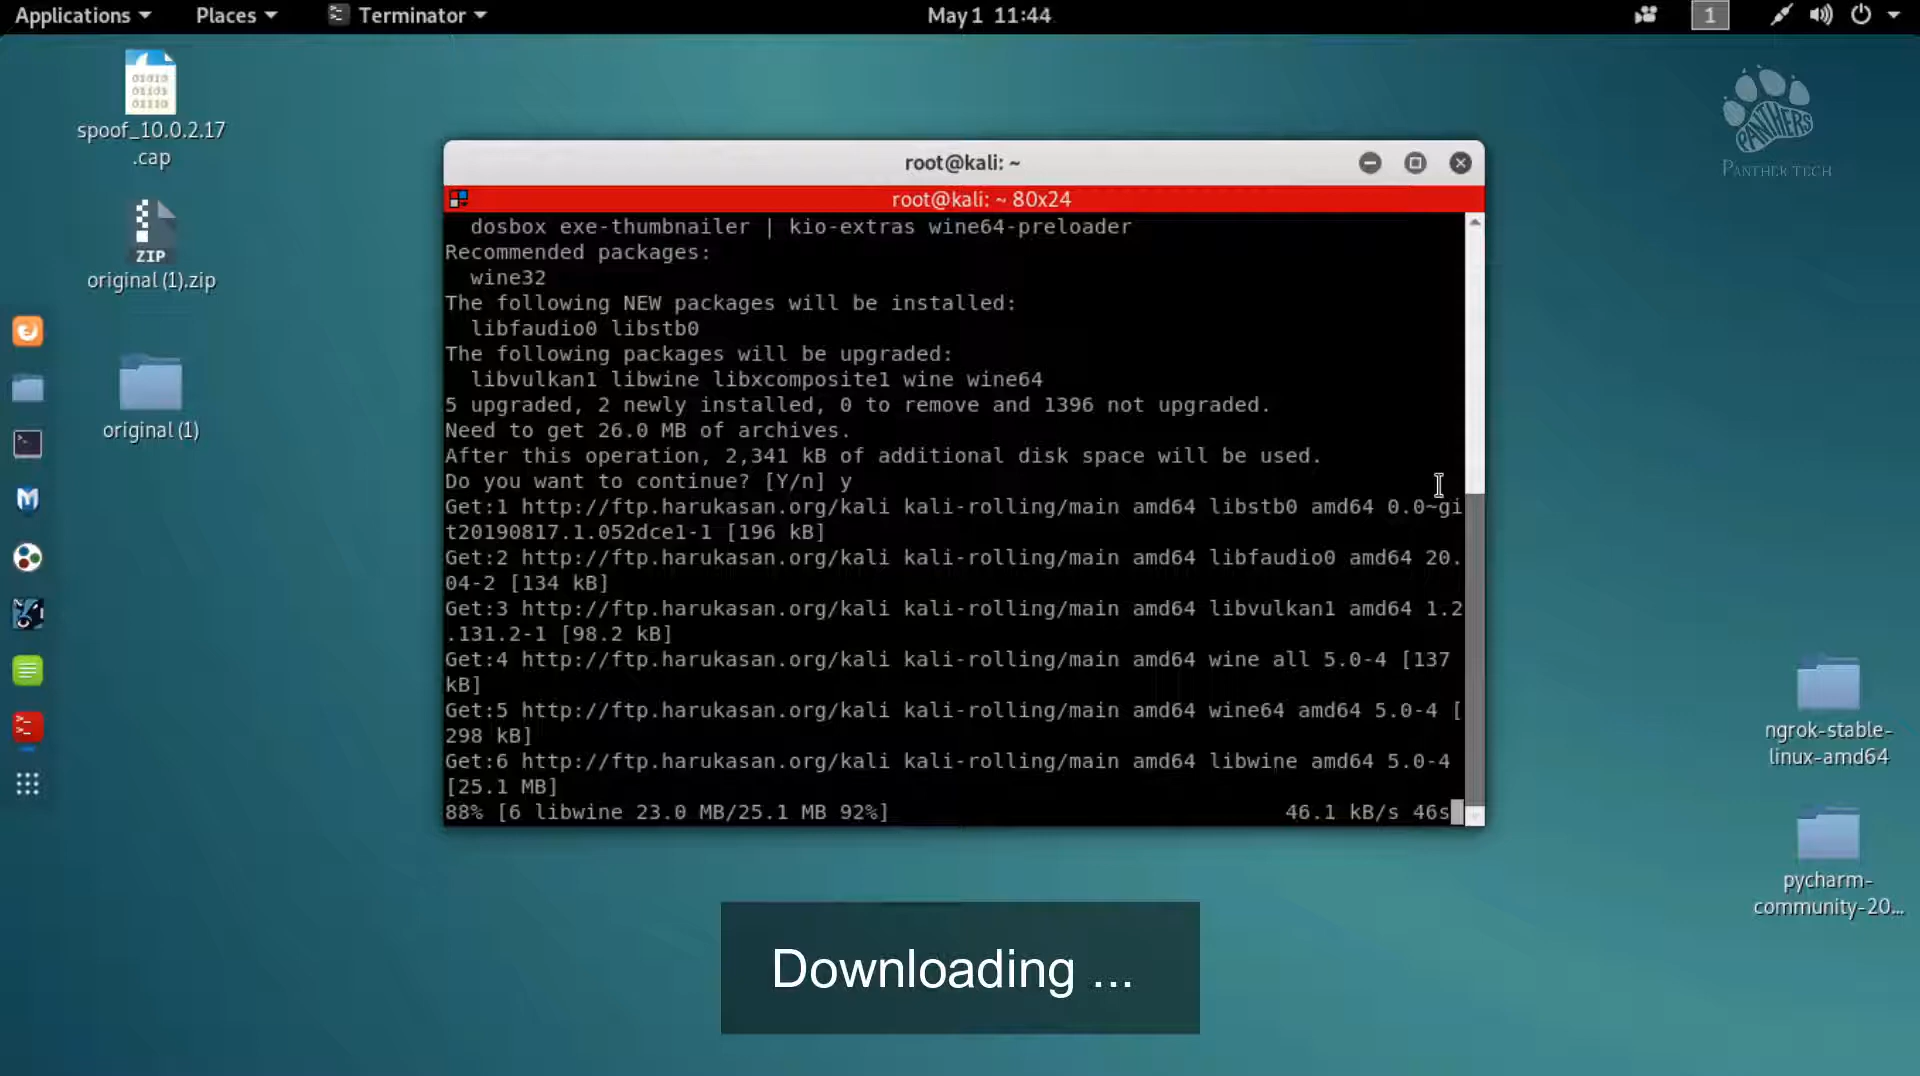 Applications
Places
Terminator
May 1 11:44
1
01010
01101
01110
spoof_10.0.2.17
.cap
ZIP
original (1).zip
original (1)
PANTHERS
PANTHER TECH
root@kali: ~
root@kali: ~ 80x24
dosbox exe-thumbnailer | kio-extras wine64-preloader
Recommended packages:
wine32
The following NEW packages will be installed:
libfaudio0 libstb0
The following packages will be upgraded:
libvulkan1 libwine libxcomposite1 wine wine64
5 upgraded, 2 newly installed, 0 to remove and 1396 not upgraded.
Need to get 26.0 MB of archives.
After this operation, 2,341 kB of additional disk space will be used.
Do you want to continue? [Y/n] y
Get:1 http://ftp.harukasan.org/kali kali-rolling/main amd64 libstb0 amd64 0.0~gi
t20190817.1.052dce1-1 [196 kB]
Get:2 http://ftp.harukasan.org/kali kali-rolling/main amd64 libfaudio0 amd64 20.
04-2 [134 kB]
Get:3 http://ftp.harukasan.org/kali kali-rolling/main amd64 libvulkan1 amd64 1.2
.131.2-1 [98.2 kB]
Get:4 http://ftp.harukasan.org/kali kali-rolling/main amd64 wine all 5.0-4 [137
kB]
Get:5 http://ftp.harukasan.org/kali kali-rolling/main amd64 wine64 amd64 5.0-4 [
298 kB]
Get:6 http://ftp.harukasan.org/kali kali-rolling/main amd64 libwine amd64 5.0-4
[25.1 MB]
88% [6 libwine 23.0 MB/25.1 MB 92%] 46.1 kB/s 46s
ngrok-stable-
linux-amd64
pycharm-
community-20...
Downloading ...